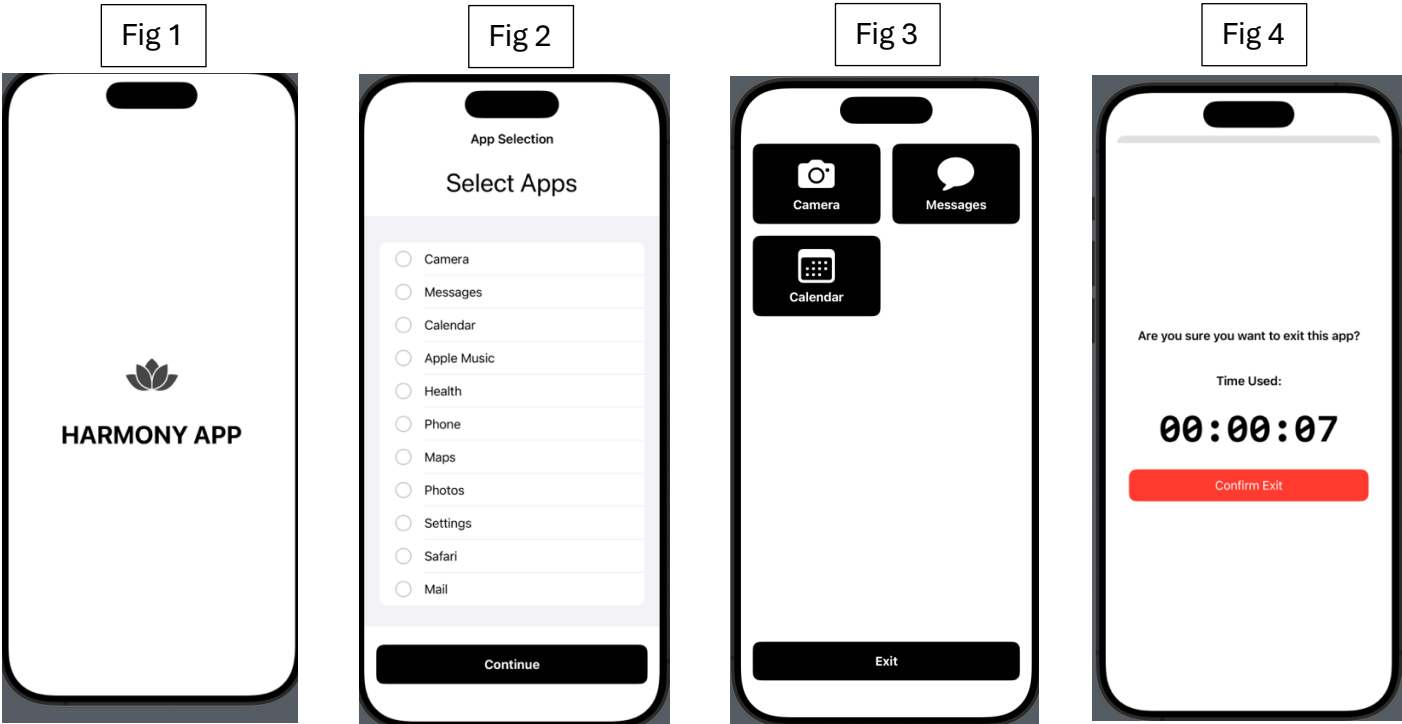 Fig 1
HARMONY APP
Fig 2
App Selection
Select Apps
Camera
Messages
Calendar
Apple Music
Health
Phone
Maps
Photos
Settings
Safari
Mail
Continue
Fig 3
Camera
Messages
Calendar
Exit
Fig 4
Are you sure you want to exit this app?
Time Used:
00:00:07
Confirm Exit